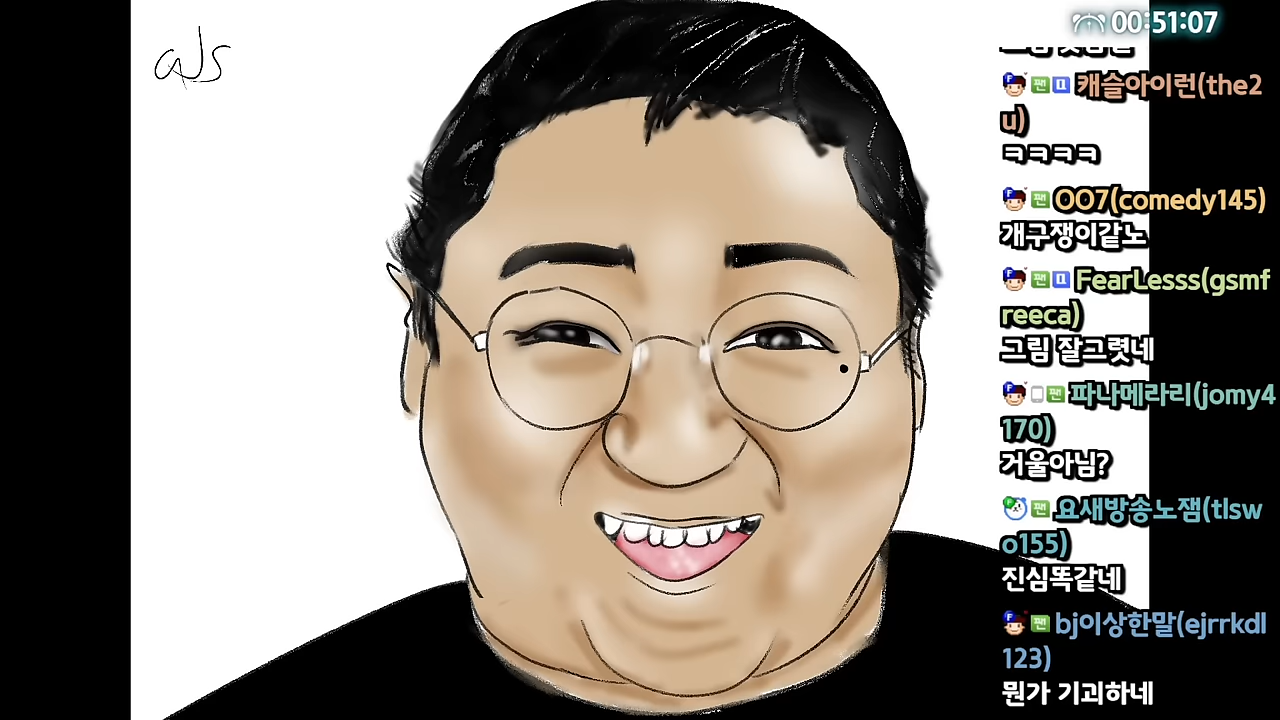 00:51:07
캐슬아이런(the2
u)
ㅋㅋㅋㅋ
OO7(comedy145)
개구쟁이같노
FearLesss(gsmf
reeca)
그림 잘그렷네
파나메라리(jomy4
170)
거울아님?
요새방송노잼(tlsw
o155)
진심똑같네
bj이상한말(ejrrkdl
123)
뭔가 기괴하네